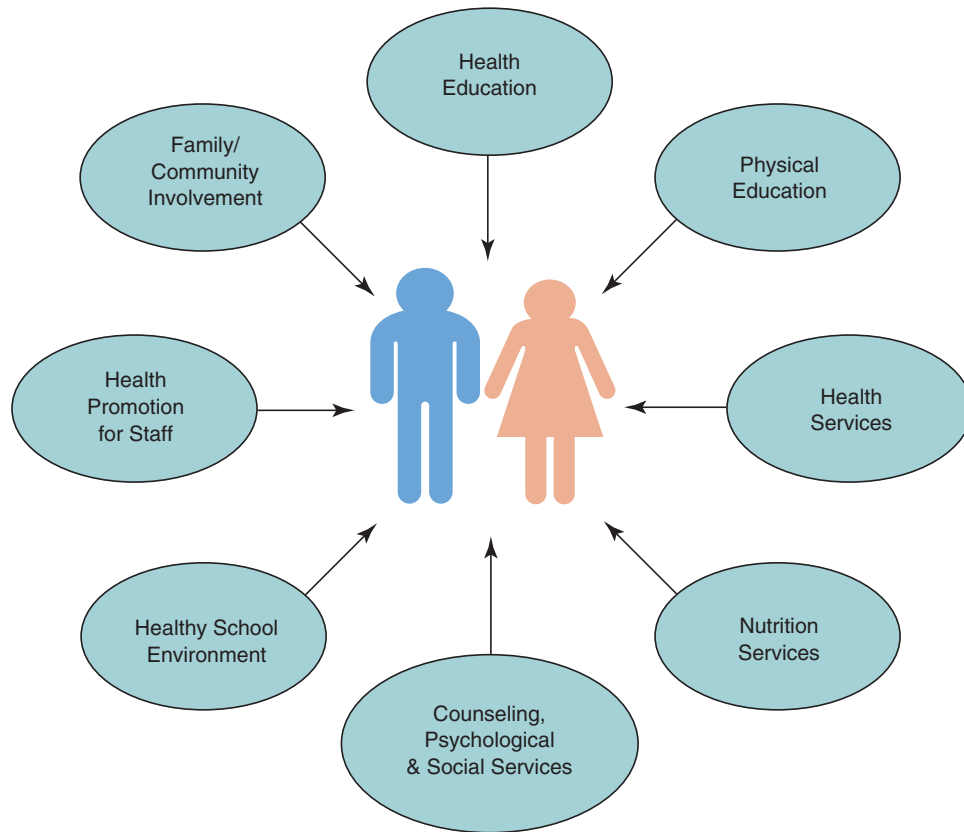 Health
Education
Physical
Education
Health
Services
Nutrition
Services
Counseling,
Psychological
& Social Services
Healthy School
Environment
Health
Promotion
for Staff
Family/
Community
Involvement